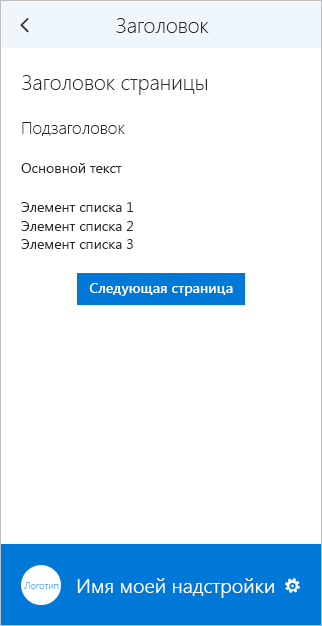 Заголовок
Заголовок страницы
Подзаголовок
Основной текст
Элемент списка 1
Элемент списка 2
Элемент списка 3
Следующая страница
Логотип
Имя моей надстройки